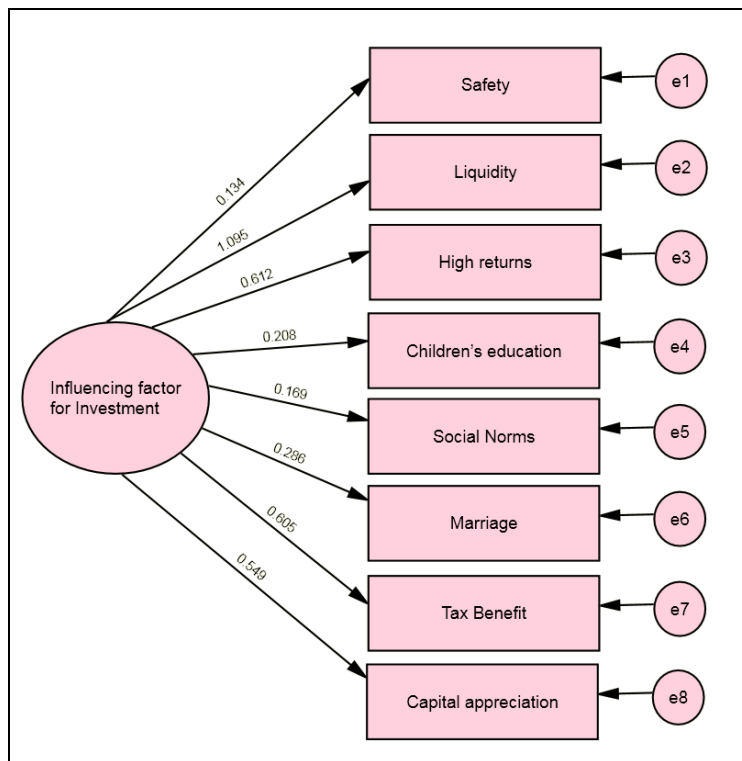 Safety
e1
0.134
Liquidity
e2
1.095
High returns
e3
0.612
Children’s education
e4
0.208
Influencing factor
for Investment
Social Norms
e5
0.169
Marriage
e6
0.286
Tax Benefit
e7
0.605
Capital appreciation
e8
0.549